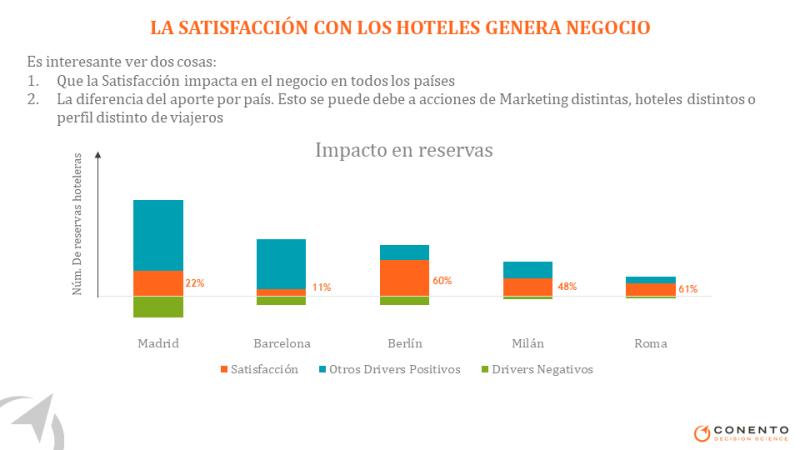 LA SATISFACCIÓN CON LOS HOTELES GENERA NEGOCIO
Es interesante ver dos cosas:
1. Que la Satisfacción impacta en el negocio en todos los países
2. La diferencia del aporte por país. Esto se puede debe a acciones de Marketing distintas, hoteles distintos o
perfil distinto de viajeros
Impacto en reservas
Núm. De reservas hoteleras
22%
11%
60%
48%
61%
Madrid
Barcelona
Berlín
Milán
Roma
Satisfacción
Otros Drivers Positivos
Drivers Negativos
CONENTO
DECISION SCIENCE